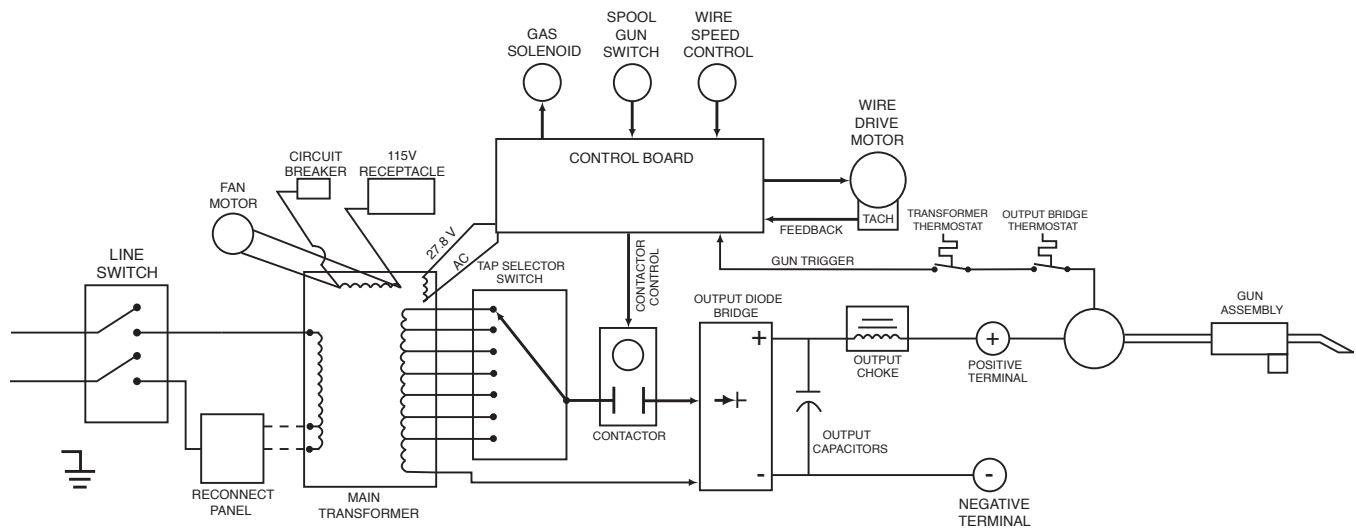 GAS
SOLENOID
SPOOL
GUN
SWITCH
WIRE
SPEED
CONTROL
WIRE
DRIVE
MOTOR
CONTROL BOARD
CIRCUIT
BREAKER
115V
RECEPTACLE
FAN
MOTOR
TACH
FEEDBACK
TRANSFORMER
THERMOSTAT
OUTPUT BRIDGE
THERMOSTAT
LINE
SWITCH
27.8 V
AC
TAP SELECTOR
SWITCH
CONTACTOR
CONTROL
GUN TRIGGER
OUTPUT DIODE
BRIDGE
GUN
ASSEMBLY
+
OUTPUT
CHOKE
+
POSITIVE
TERMINAL
CONTACTOR
OUTPUT
CAPACITORS
-
-
RECONNECT
PANEL
MAIN
TRANSFORMER
NEGATIVE
TERMINAL